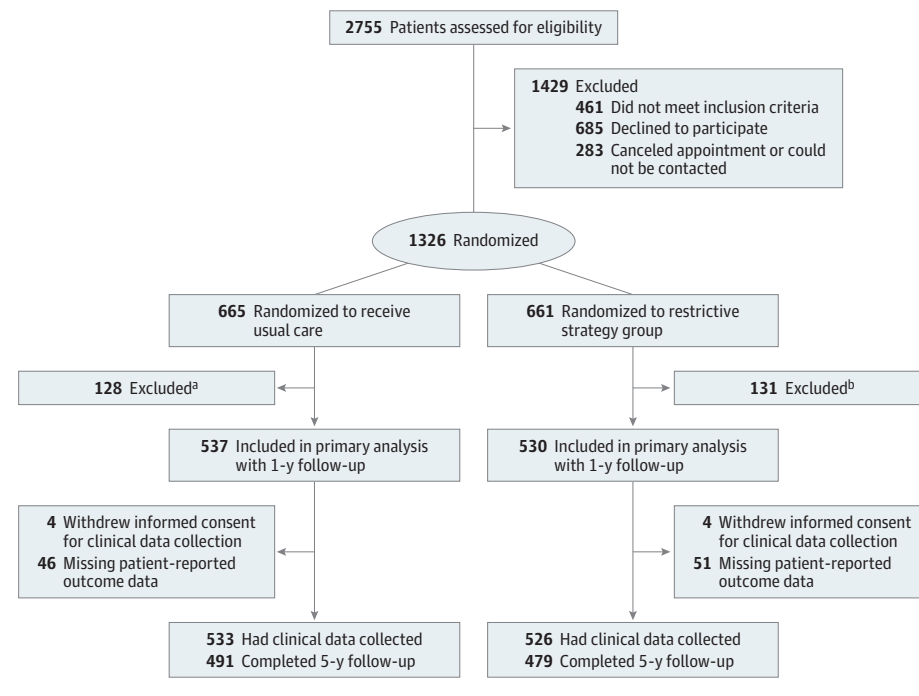 2755 Patients assessed for eligibility
1429 Excluded
461 Did not meet inclusion criteria
685 Declined to participate
283 Canceled appointment or could
not be contacted
1326 Randomized
665 Randomized to receive
usual care
661 Randomized to restrictive
strategy group
128 Excludedᵃ
131 Excludedᵇ
537 Included in primary analysis
with 1-y follow-up
530 Included in primary analysis
with 1-y follow-up
4 Withdrew informed consent
for clinical data collection
46 Missing patient-reported
outcome data
4 Withdrew informed consent
for clinical data collection
51 Missing patient-reported
outcome data
533 Had clinical data collected
491 Completed 5-y follow-up
526 Had clinical data collected
479 Completed 5-y follow-up